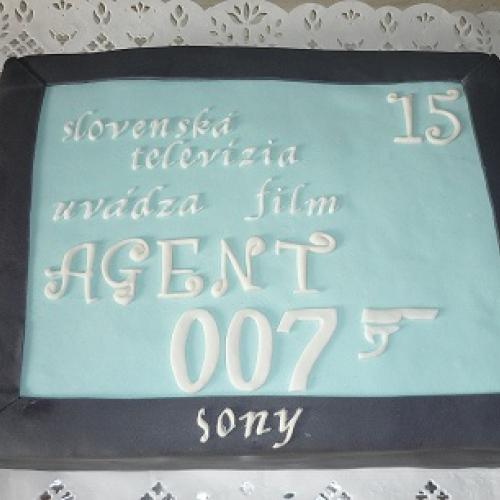 15
slovenská
televízia
uvádza film
AGENT
007
sony